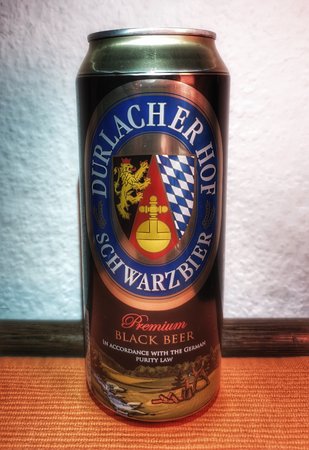 DURLACHER HOF
SCHWARZBIER
Premium
BLACK BEER
IN ACCORDANCE WITH THE GERMAN
PURITY LAW